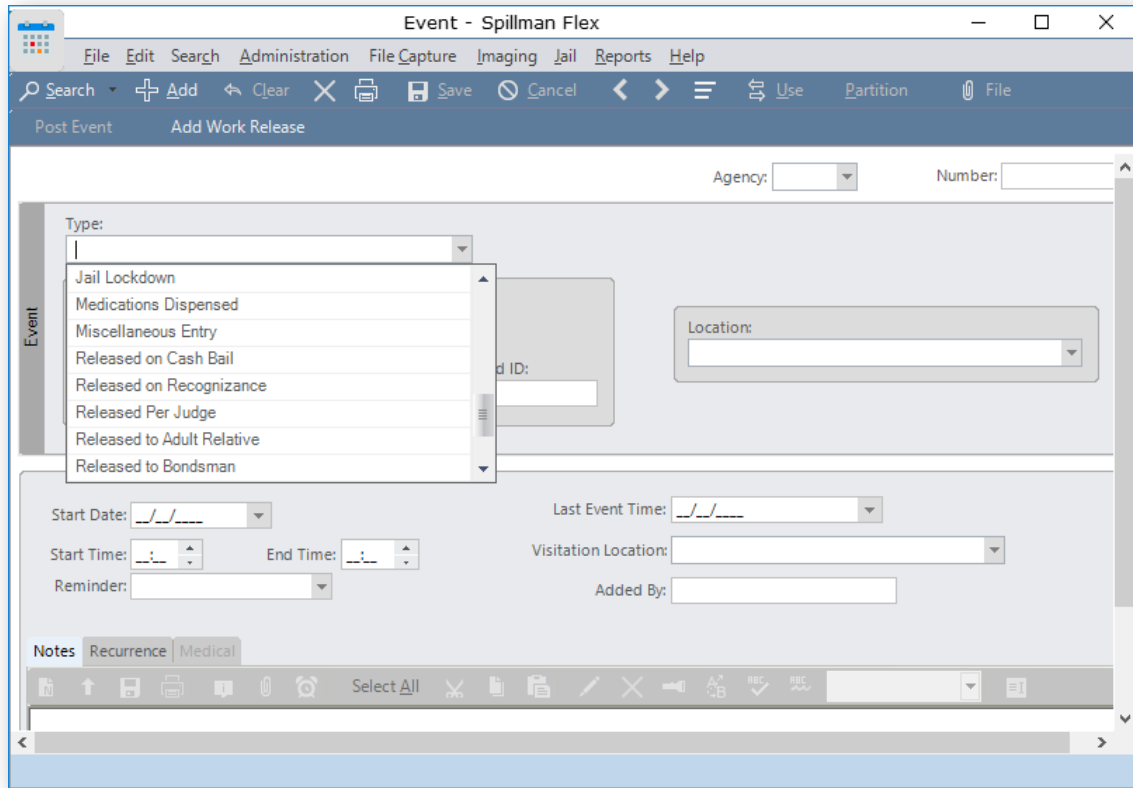 Event - Spillman Flex
File Edit Search Administration File Capture Imaging Jail Reports Help
Search Add Clear Save Cancel Use Partition File
Post Event Add Work Release
Agency: Number:
Type:
Event
Jail Lockdown
Medications Dispensed
Miscellaneous Entry
Released on Cash Bail
Released on Recognizance
Released Per Judge
Released to Adult Relative
Released to Bondsman
Location:
d ID:
Start Date: __/__/____ Last Event Time: __/__/____
Start Time: __:__ End Time: __:__ Visitation Location:
Reminder: Added By:
Notes Recurrence Medical
Select All ABC ABC